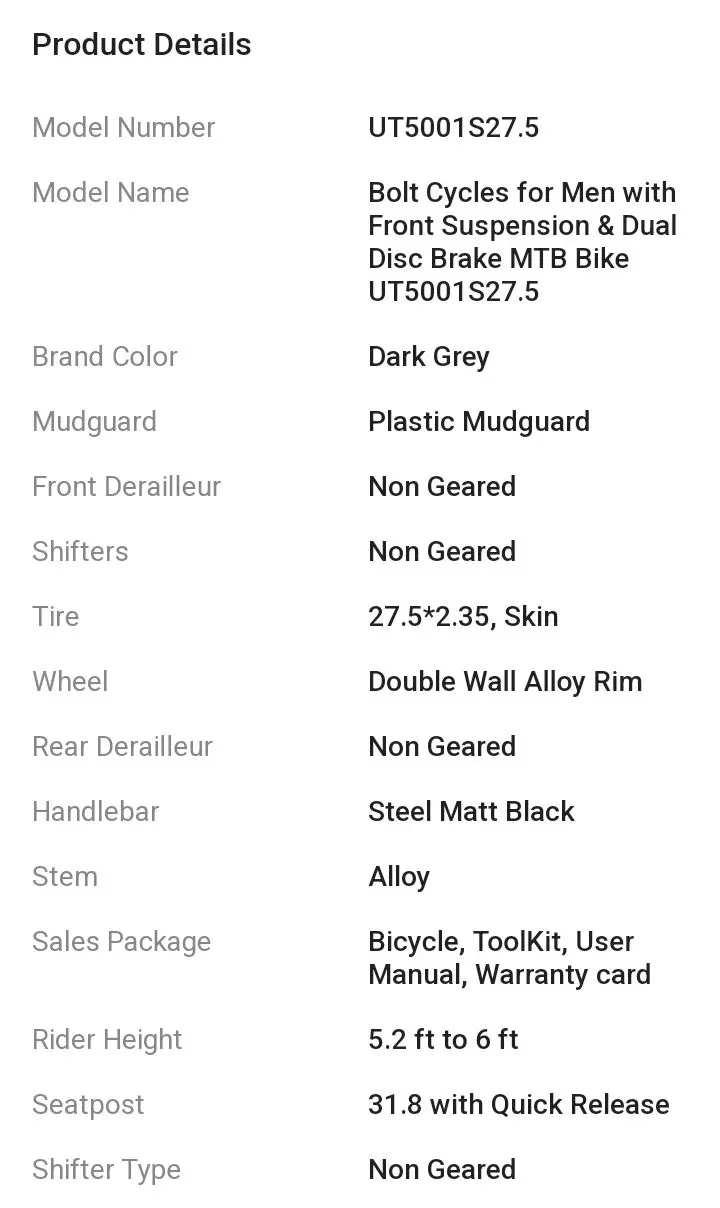 Product Details
Model Number UT5001S27.5
Model Name Bolt Cycles for Men with
Front Suspension & Dual
Disc Brake MTB Bike
UT5001S27.5
Brand Color Dark Grey
Mudguard Plastic Mudguard
Front Derailleur Non Geared
Shifters Non Geared
Tire 27.5*2.35, Skin
Wheel Double Wall Alloy Rim
Rear Derailleur Non Geared
Handlebar Steel Matt Black
Stem Alloy
Sales Package Bicycle, ToolKit, User
Manual, Warranty card
Rider Height 5.2 ft to 6 ft
Seatpost 31.8 with Quick Release
Shifter Type Non Geared